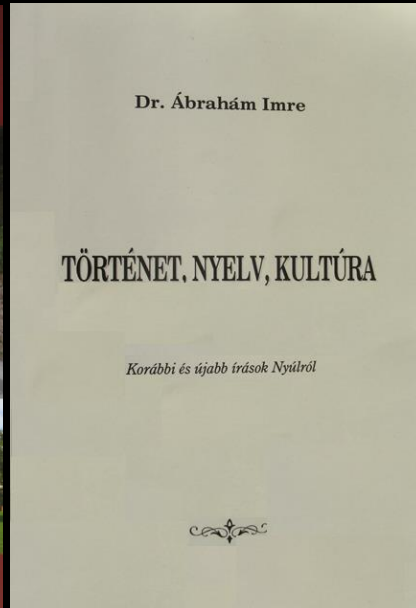 Dr. Ábrahám Imre
TÖRTÉNET, NYELV, KULTÚRA
Korábbi és újabb írások Nyúlról